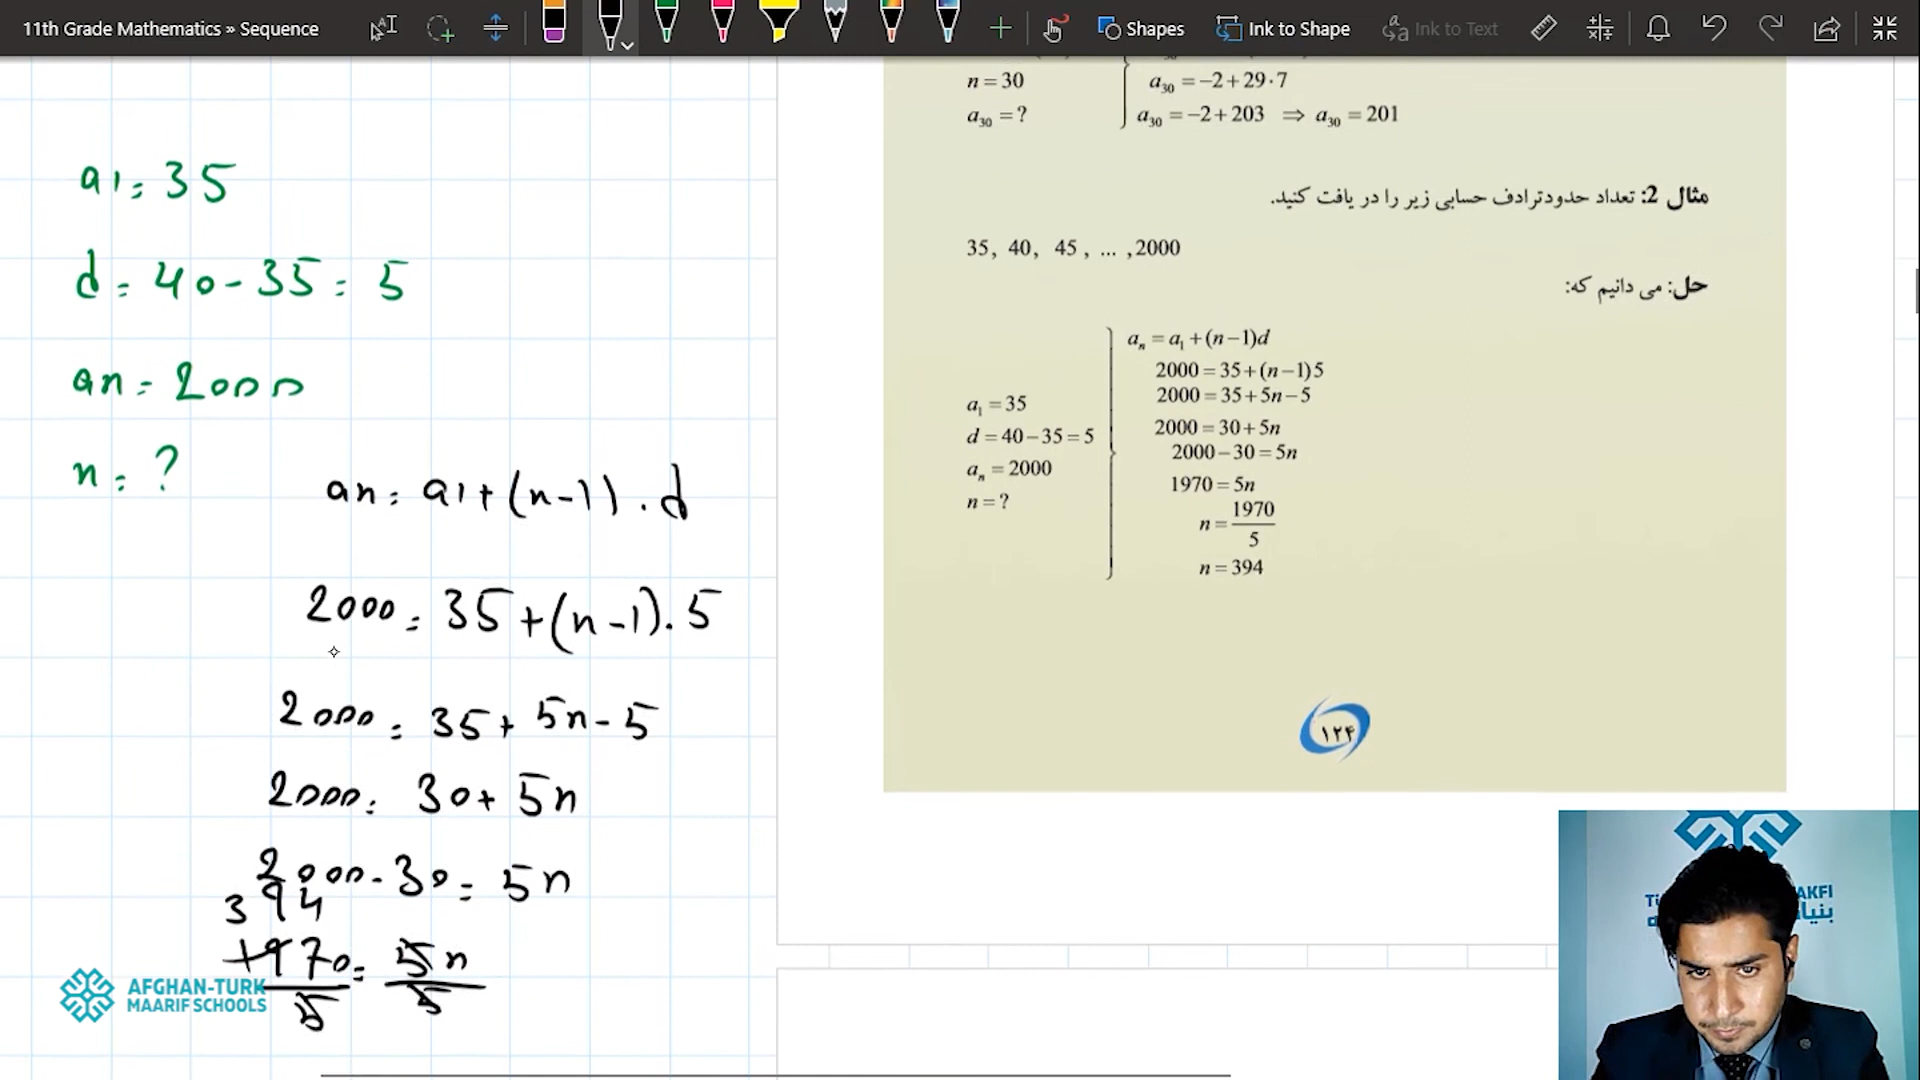 11th Grade Mathematics » Sequence
Shapes
Ink to Shape
Ink to Text
a1 = 35
d = 40 - 35 = 5
an = 2000
n = ?
an = a1 + (n-1) . d
2000 = 35 + (n-1) . 5
2000 = 35 + 5n - 5
2000 = 30 + 5n
2000 - 30 = 5n
394
1970 = 5n
5 5
n = 30
a₃₀ = ?
a₃₀ = −2 + 29·7
a₃₀ = −2 + 203 ⇒ a₃₀ = 201
مثال 2: تعداد حدودترادف حسابی زیر را در یافت کنید.
35, 40, 45, ... ,2000
حل: می دانیم که:
a₁ = 35
d = 40 − 35 = 5
aₙ = 2000
n = ?
aₙ = a₁ + (n−1)d
2000 = 35 + (n−1)5
2000 = 35 + 5n − 5
2000 = 30 + 5n
2000 − 30 = 5n
1970 = 5n
n = 1970/5
n = 394
۱۲۴
AFGHAN-TURK
MAARIF SCHOOLS